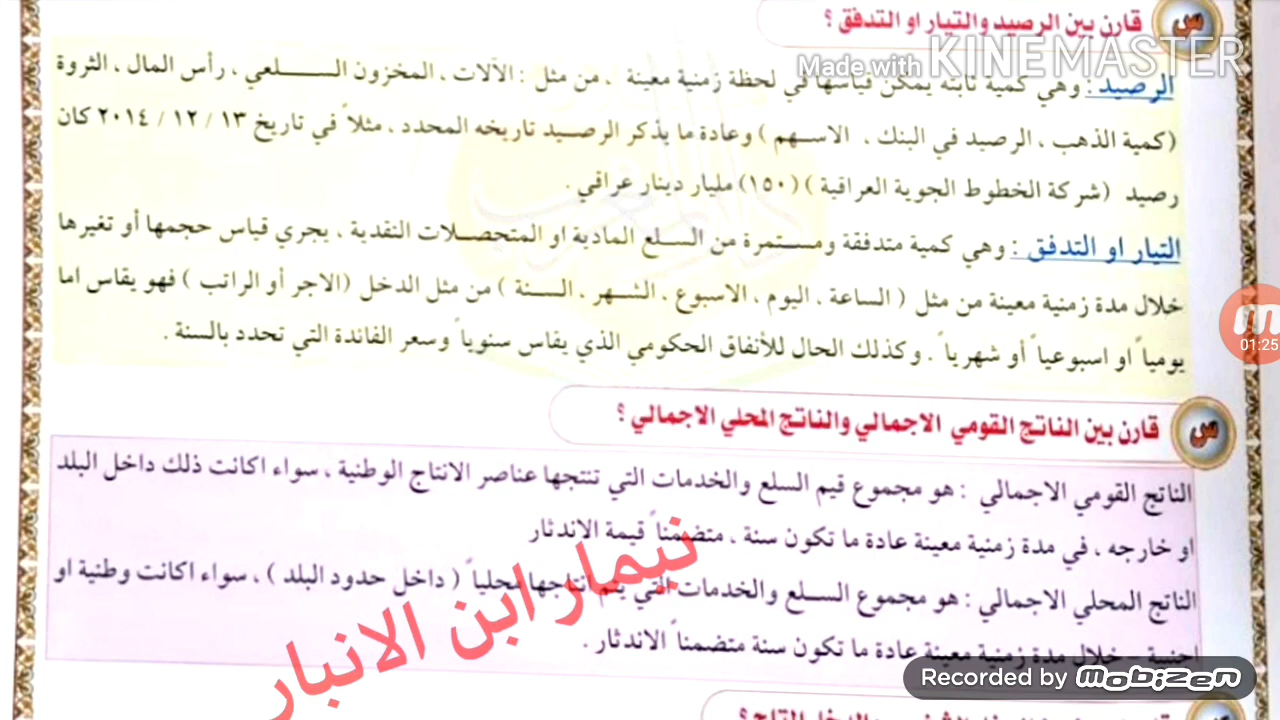 س قارن بين الرصيد والتيار او التدفق ؟
Made with KINEMASTER
الرصيد : وهي كمية ثابته يمكن قياسها في لحظة زمنية معينة ، من مثل : الآلات ، المخزون السلعي ، رأس المال ، الثروة
(كمية الذهب ، الرصيد في البنك ، الاسهم ) وعادة ما يذكر الرصيد تاريخه المحدد ، مثلاً في تاريخ ١٣ / ١٢ / ٢٠١٤ كان
رصيد (شركة الخطوط الجوية العراقية ) (١٥٠) مليار دينار عراقي .
التيار او التدفق : وهي كمية متدفقة ومستمرة من السلع المادية او المتحصلات النقدية ، يجري قياس حجمها أو تغيرها
خلال مدة زمنية معينة من مثل ( الساعة ، اليوم ، الاسبوع ، الشهر ، السنة ) من مثل الدخل (الاجر أو الراتب ) فهو يقاس اما
يومياً او اسبوعياً أو شهرياً . وكذلك الحال للأنفاق الحكومي الذي يقاس سنوياً وسعر الفائدة التي تحدد بالسنة .
01:25
س قارن بين الناتج القومي الاجمالي والناتج المحلي الاجمالي ؟
الناتج القومي الاجمالي : هو مجموع قيم السلع والخدمات التي تنتجها عناصر الانتاج الوطنية ، سواء اكانت ذلك داخل البلد
او خارجه ، في مدة زمنية معينة عادة ما تكون سنة ، متضمناً قيمة الاندثار
الناتج المحلي الاجمالي : هو مجموع السلع والخدمات التي يتم انتاجها محلياً ( داخل حدود البلد ) ، سواء اكانت وطنية او
اجنبية – خلال مدة زمنية معينة عادة ما تكون سنة متضمناً الاندثار .
نيمار ابن الانبار
Recorded by MOBIZEN